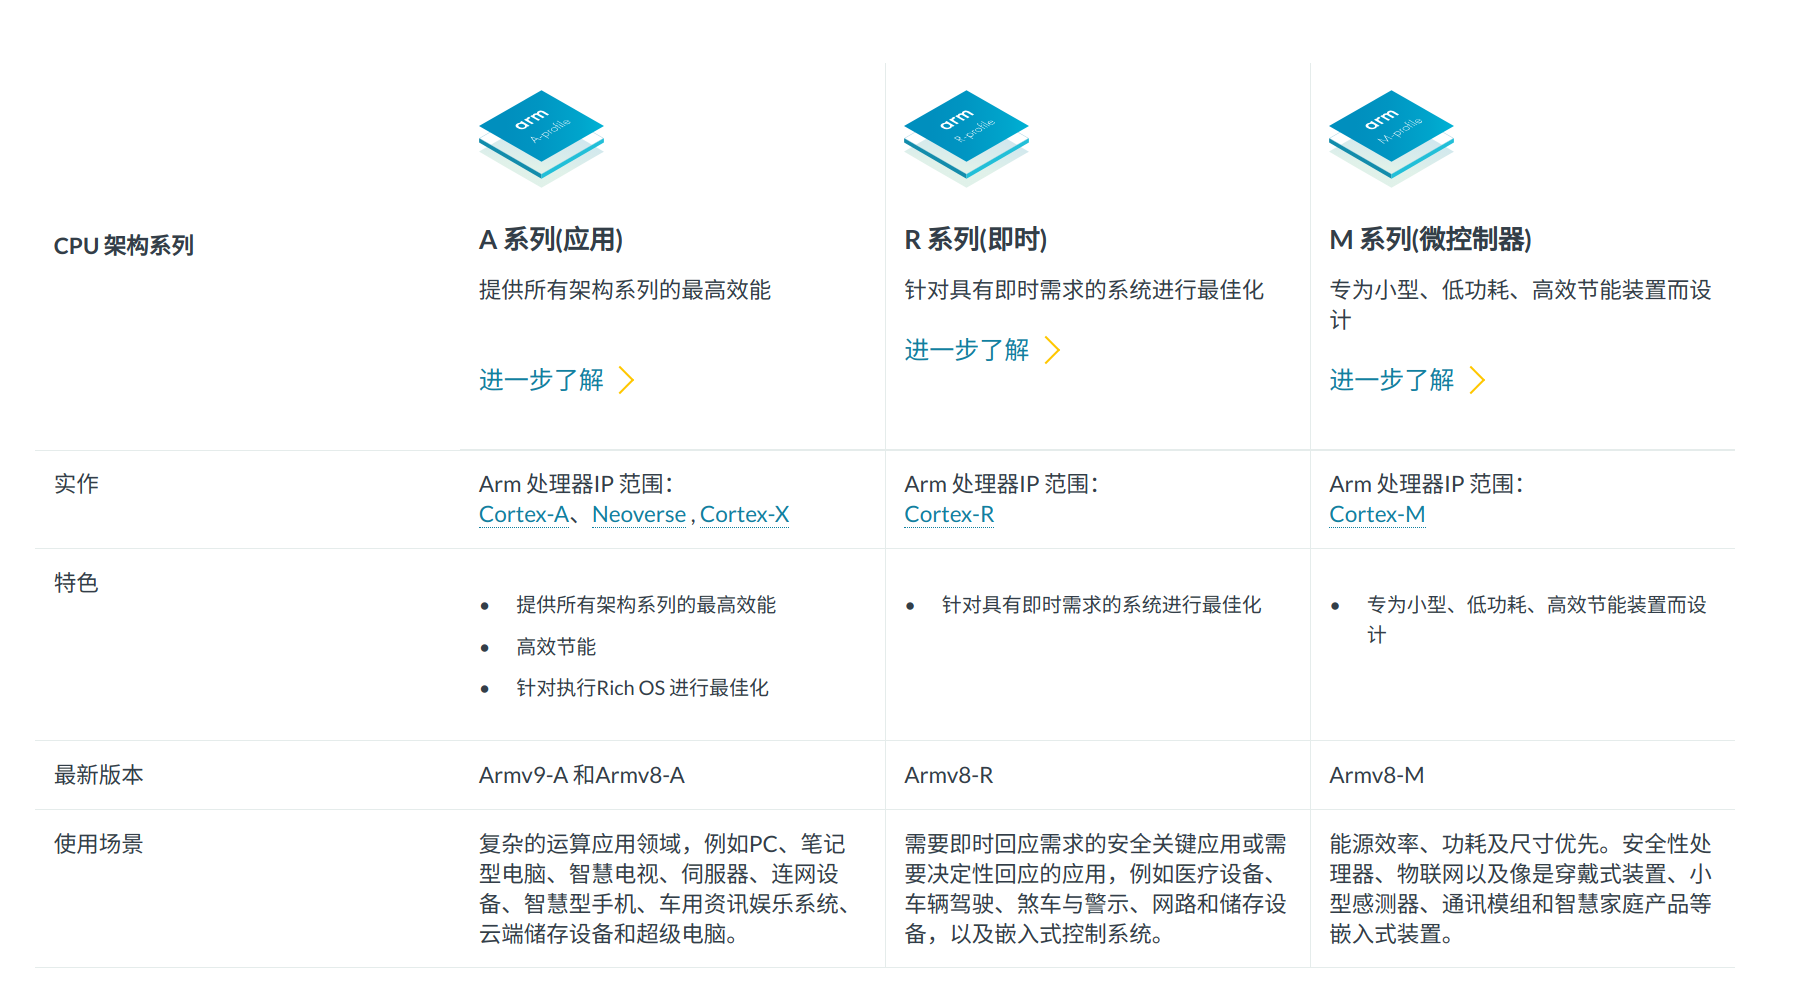 arm
A-profile
arm
R-profile
arm
M-profile
CPU 架构系列
A 系列(应用)
提供所有架构系列的最高效能
进一步了解
R 系列(即时)
针对具有即时需求的系统进行最佳化
进一步了解
M 系列(微控制器)
专为小型、低功耗、高效节能装置而设
计
进一步了解
实作
Arm 处理器IP 范围：
Cortex-A、Neoverse , Cortex-X
Arm 处理器IP 范围：
Cortex-R
Arm 处理器IP 范围：
Cortex-M
特色
• 提供所有架构系列的最高效能
• 高效节能
• 针对执行Rich OS 进行最佳化
• 针对具有即时需求的系统进行最佳化
• 专为小型、低功耗、高效节能装置而设
计
最新版本
Armv9-A 和Armv8-A
Armv8-R
Armv8-M
使用场景
复杂的运算应用领域，例如PC、笔记
型电脑、智慧电视、伺服器、连网设
备、智慧型手机、车用资讯娱乐系统、
云端储存设备和超级电脑。
需要即时回应需求的安全关键应用或需
要决定性回应的应用，例如医疗设备、
车辆驾驶、煞车与警示、网路和储存设
备，以及嵌入式控制系统。
能源效率、功耗及尺寸优先。安全性处
理器、物联网以及像是穿戴式装置、小
型感测器、通讯模组和智慧家庭产品等
嵌入式装置。